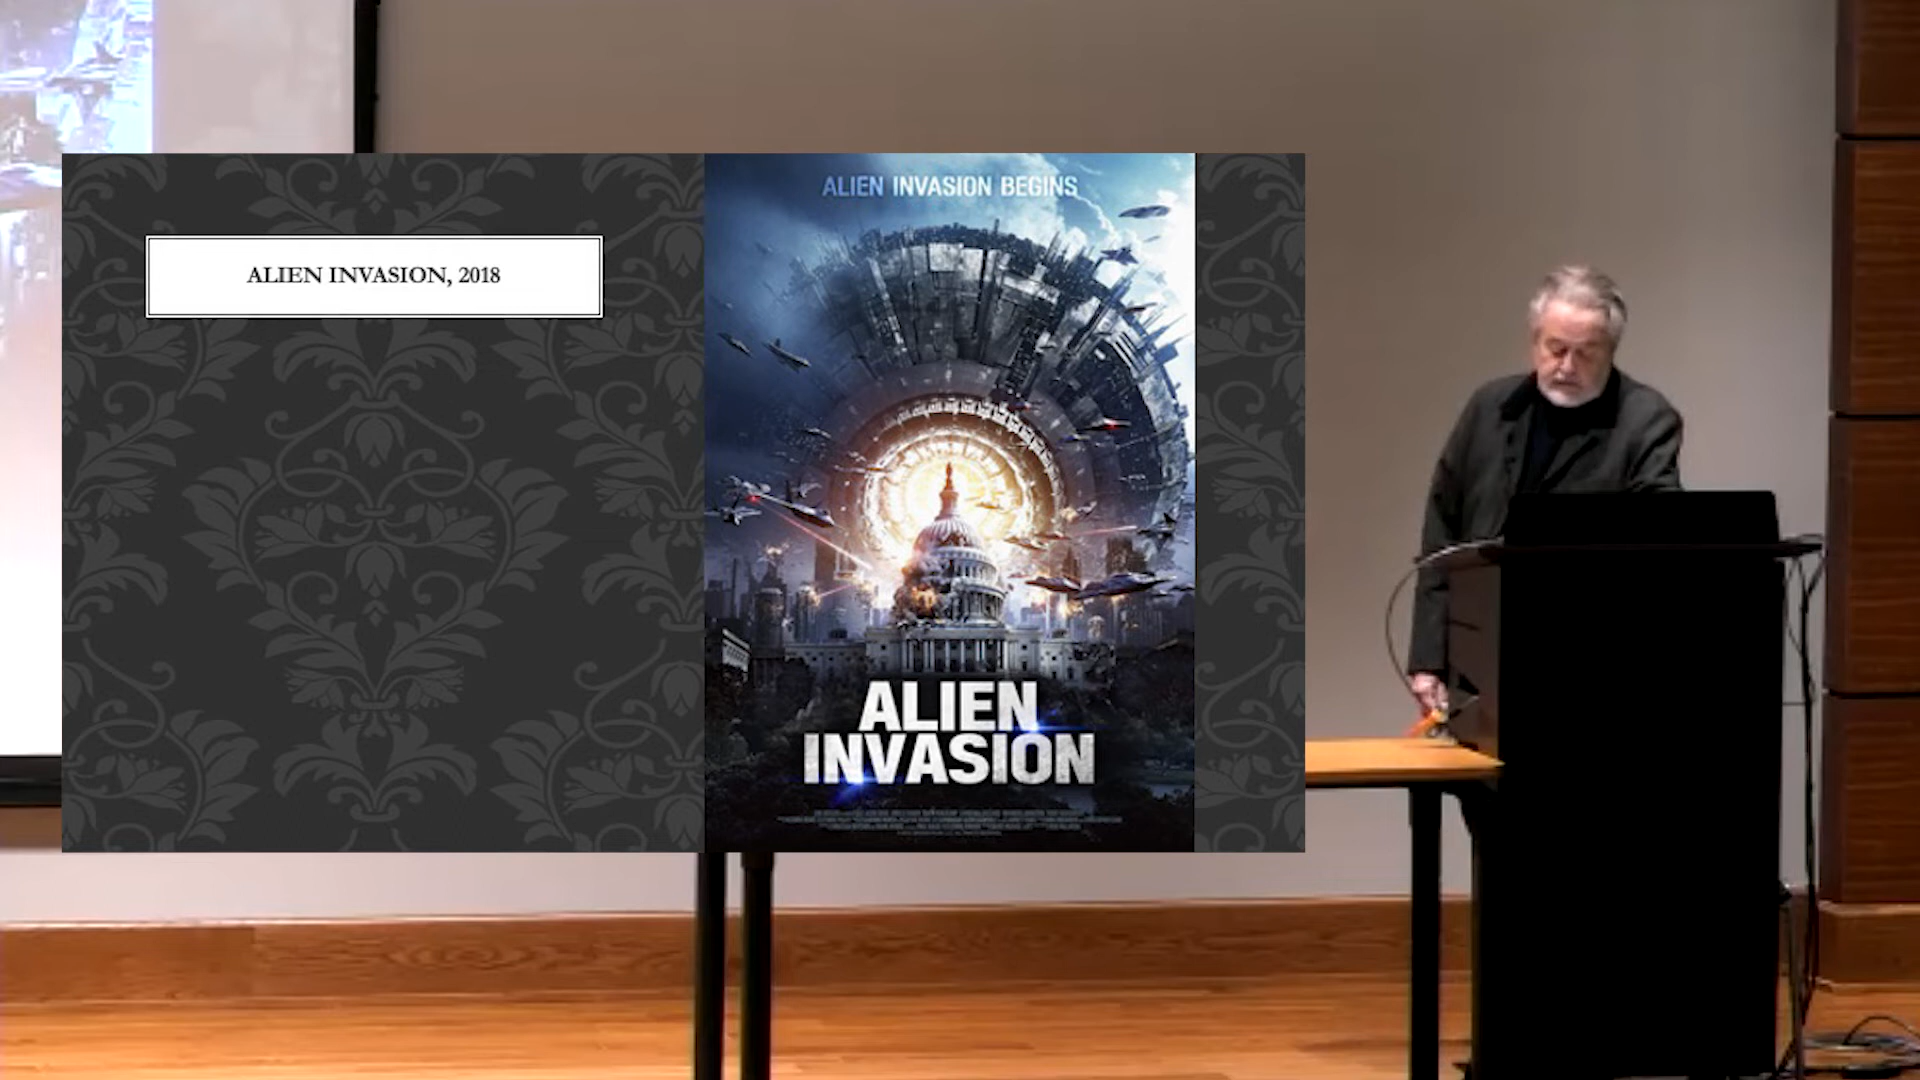 ALIEN INVASION, 2018
ALIEN INVASION BEGINS
ALIEN
INVASION